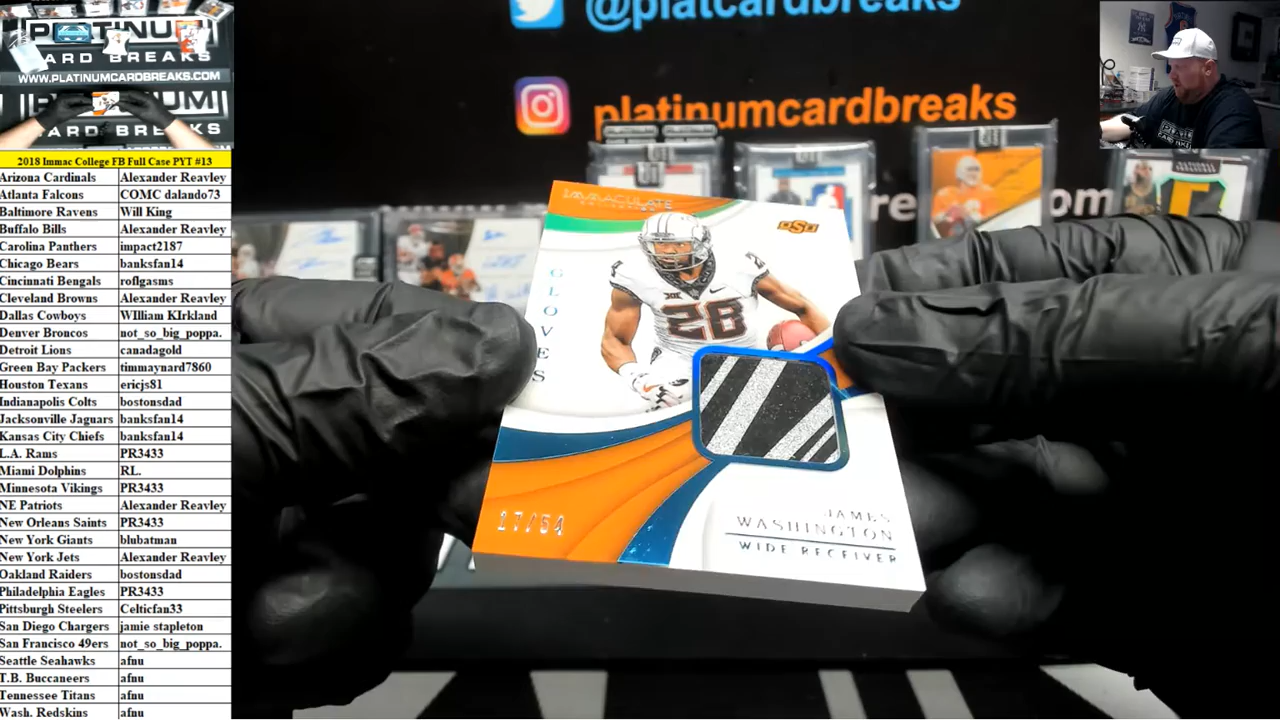 PLATINUM
CARD BREAKS
WWW.PLATINUMCARDBREAKS.COM
@platcardbreaks
platinumcardbreaks
2018 Immac College FB Full Case PYT #13
Arizona Cardinals Alexander Reavley
Atlanta Falcons COMC dalando73
Baltimore Ravens Will King
Buffalo Bills Alexander Reavley
Carolina Panthers impact2187
Chicago Bears banksfan14
Cincinnati Bengals roflgasms
Cleveland Browns Alexander Reavley
Dallas Cowboys WIlliam KIrkland
Denver Broncos not_so_big_poppa.
Detroit Lions canadagold
Green Bay Packers timmaynard7860
Houston Texans ericjs81
Indianapolis Colts bostonsdad
Jacksonville Jaguars banksfan14
Kansas City Chiefs banksfan14
L.A. Rams PR3433
Miami Dolphins RL.
Minnesota Vikings PR3433
NE Patriots Alexander Reavley
New Orleans Saints PR3433
New York Giants blubatman
New York Jets Alexander Reavley
Oakland Raiders bostonsdad
Philadelphia Eagles PR3433
Pittsburgh Steelers Celticfan33
San Diego Chargers jamie stapleton
San Francisco 49ers not_so_big_poppa.
Seattle Seahawks afnu
T.B. Buccaneers afnu
Tennessee Titans afnu
Wash. Redskins afnu
IMMACULATE
COLLECTION
OSU
GLOVES
28
17/54
JAMES
WASHINGTON
WIDE RECEIVER